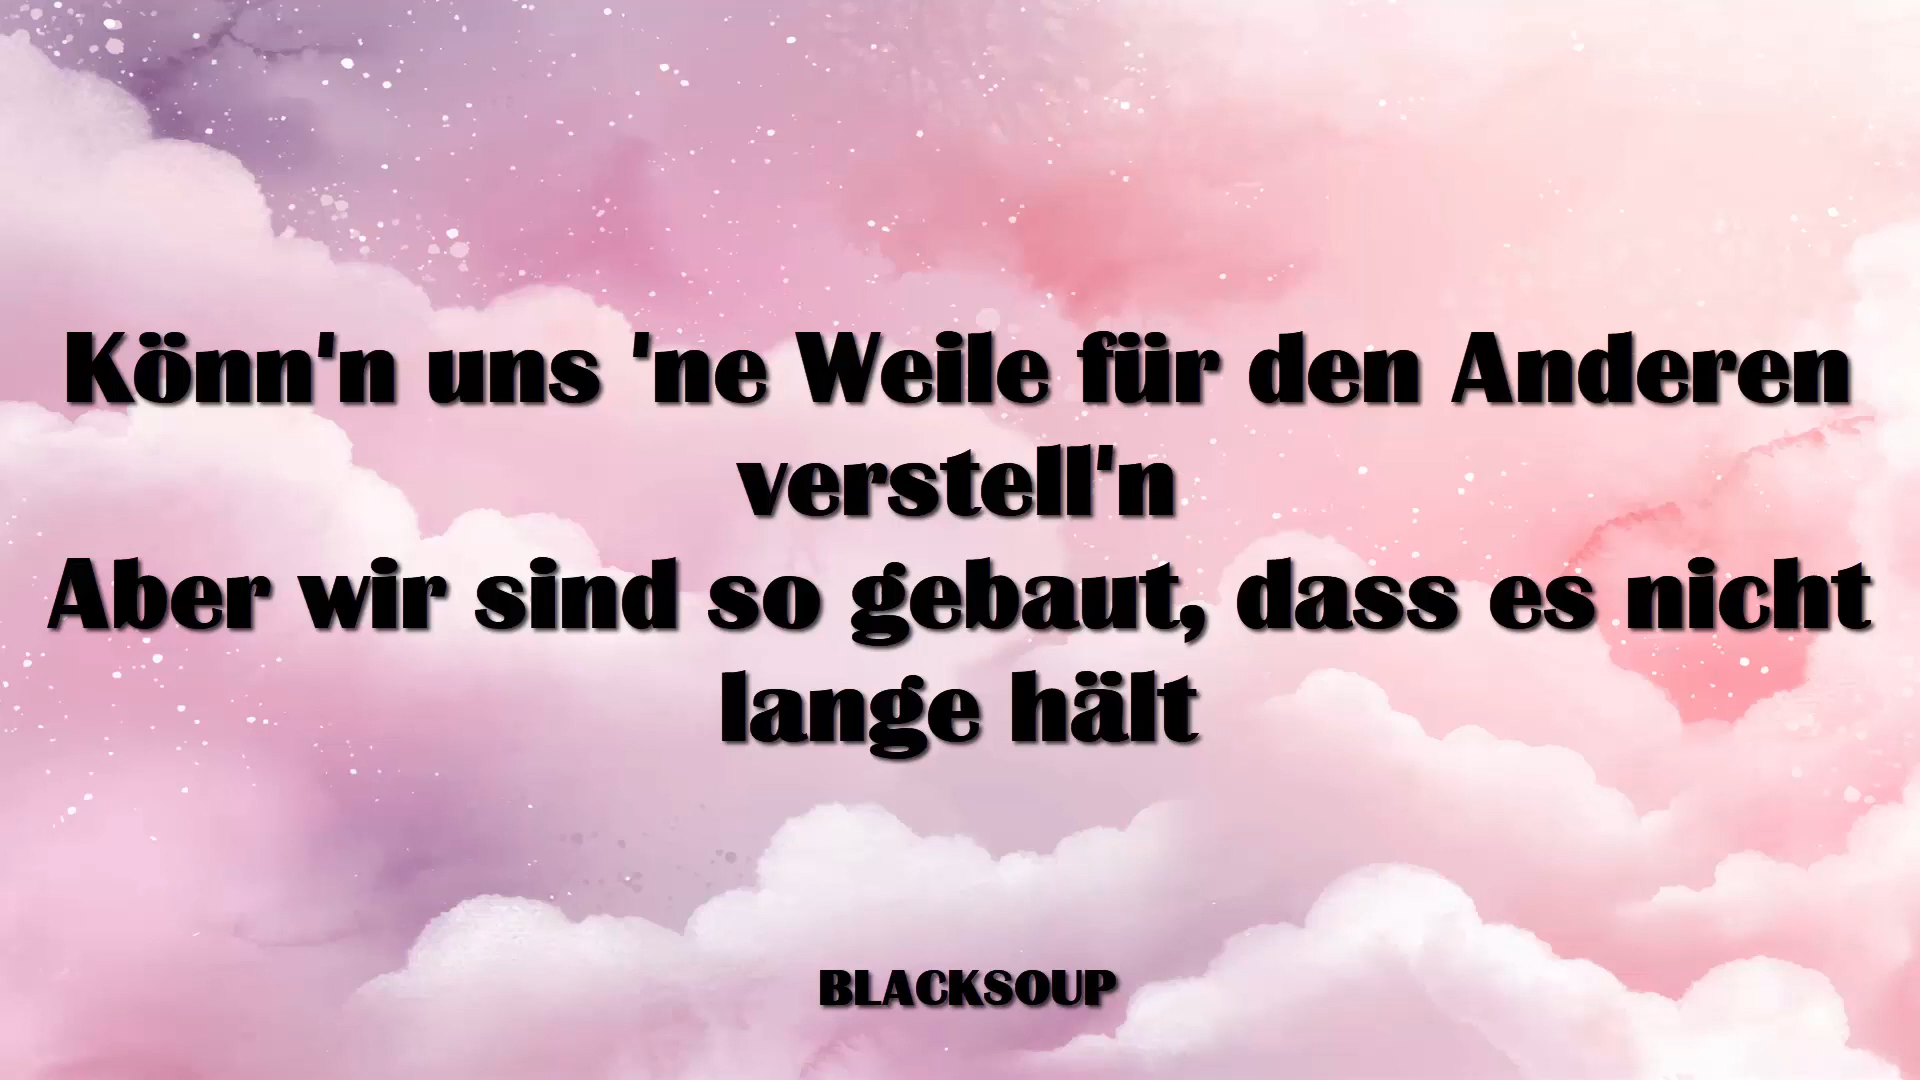 Könn'n uns 'ne Weile für den Anderen
verstell'n
Aber wir sind so gebaut, dass es nicht
lange hält
BLACKSOUP